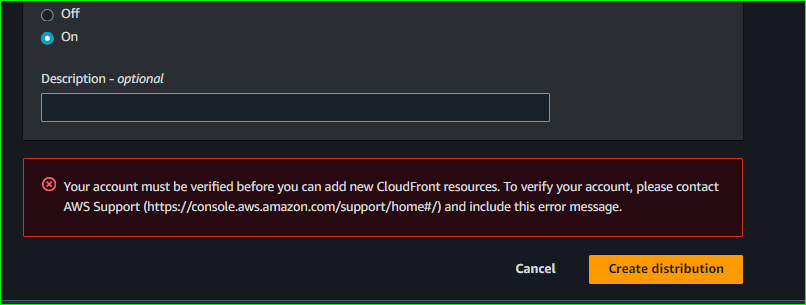 Off
On
Description - optional
Your account must be verified before you can add new CloudFront resources. To verify your account, please contact
AWS Support (https://console.aws.amazon.com/support/home#/) and include this error message.
Cancel
Create distribution